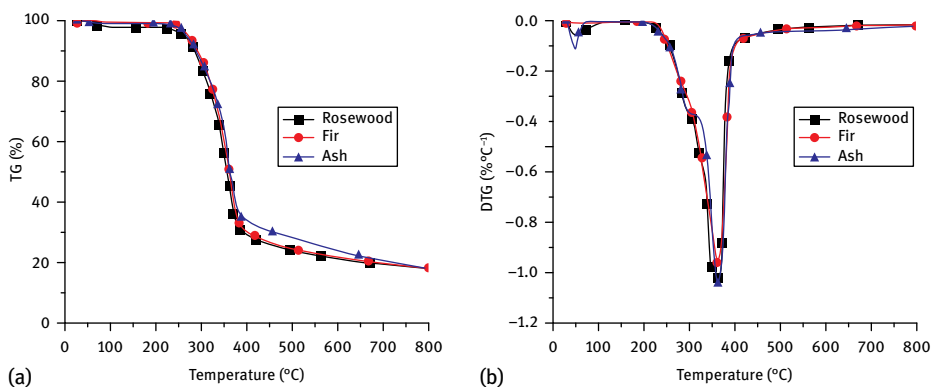 100
80
60
40
20
0
TG (%)
Rosewood
Fir
Ash
0 100 200 300 400 500 600 700 800
Temperature (°C)
(a)
0.0
−0.2
−0.4
−0.6
−0.8
−1.0
−1.2
DTG (% °C⁻¹)
Rosewood
Fir
Ash
0 100 200 300 400 500 600 700 800
Temperature (°C)
(b)